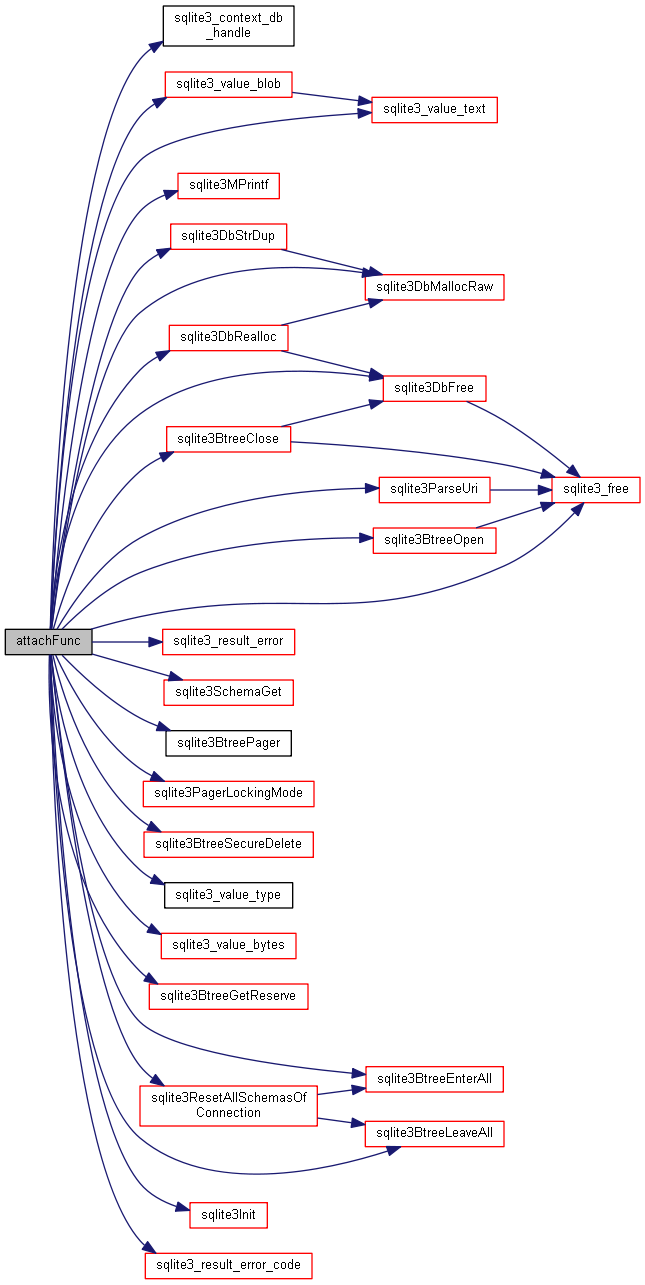 sqlite3_context_db
_handle
sqlite3_value_blob
sqlite3_value_text
sqlite3MPrintf
sqlite3DbStrDup
sqlite3DbMallocRaw
sqlite3DbRealloc
sqlite3DbFree
sqlite3BtreeClose
sqlite3ParseUri
sqlite3_free
sqlite3BtreeOpen
attachFunc
sqlite3_result_error
sqlite3SchemaGet
sqlite3BtreePager
sqlite3PagerLockingMode
sqlite3BtreeSecureDelete
sqlite3_value_type
sqlite3_value_bytes
sqlite3BtreeGetReserve
sqlite3BtreeEnterAll
sqlite3ResetAllSchemasOf
Connection
sqlite3BtreeLeaveAll
sqlite3Init
sqlite3_result_error_code